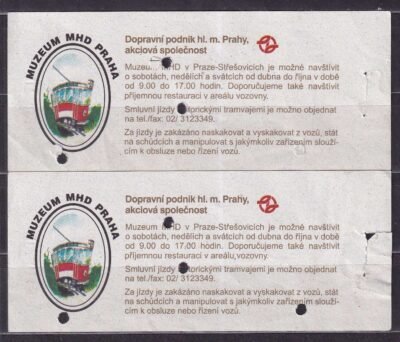 MUZEUM MHD PRAHA
Dopravní podnik hl. m. Prahy,
akciová společnost
Muzeum MHD v Praze-Střešovicích je možné navštívit
o sobotách, nedělích a svátcích od dubna do října v době
od 9.00 do 17.00 hodin. Doporučujeme také navštívit
příjemnou restauraci v areálu vozovny.
Smluvní jízdy historickými tramvajemi je možno objednat
na tel./fax: 02/ 3123349.
Za jízdy je zakázáno naskakovat a vyskakovat z vozů, stát
na schůdcích a manipulovat s jakýmkoliv zařízením slouží-
cím k obsluze nebo řízení vozů.
MUZEUM MHD PRAHA
Dopravní podnik hl. m. Prahy,
akciová společnost
Muzeum MHD v Praze-Střešovicích je možné navštívit
o sobotách, nedělích a svátcích od dubna do října v době
od 9.00 do 17.00 hodin. Doporučujeme také navštívit
příjemnou restauraci v areálu vozovny.
Smluvní jízdy historickými tramvajemi je možno objednat
na tel./fax: 02/ 3123349.
Za jízdy je zakázáno naskakovat a vyskakovat z vozů, stát
na schůdcích a manipulovat s jakýmkoliv zařízením slouží-
cím k obsluze nebo řízení vozů.